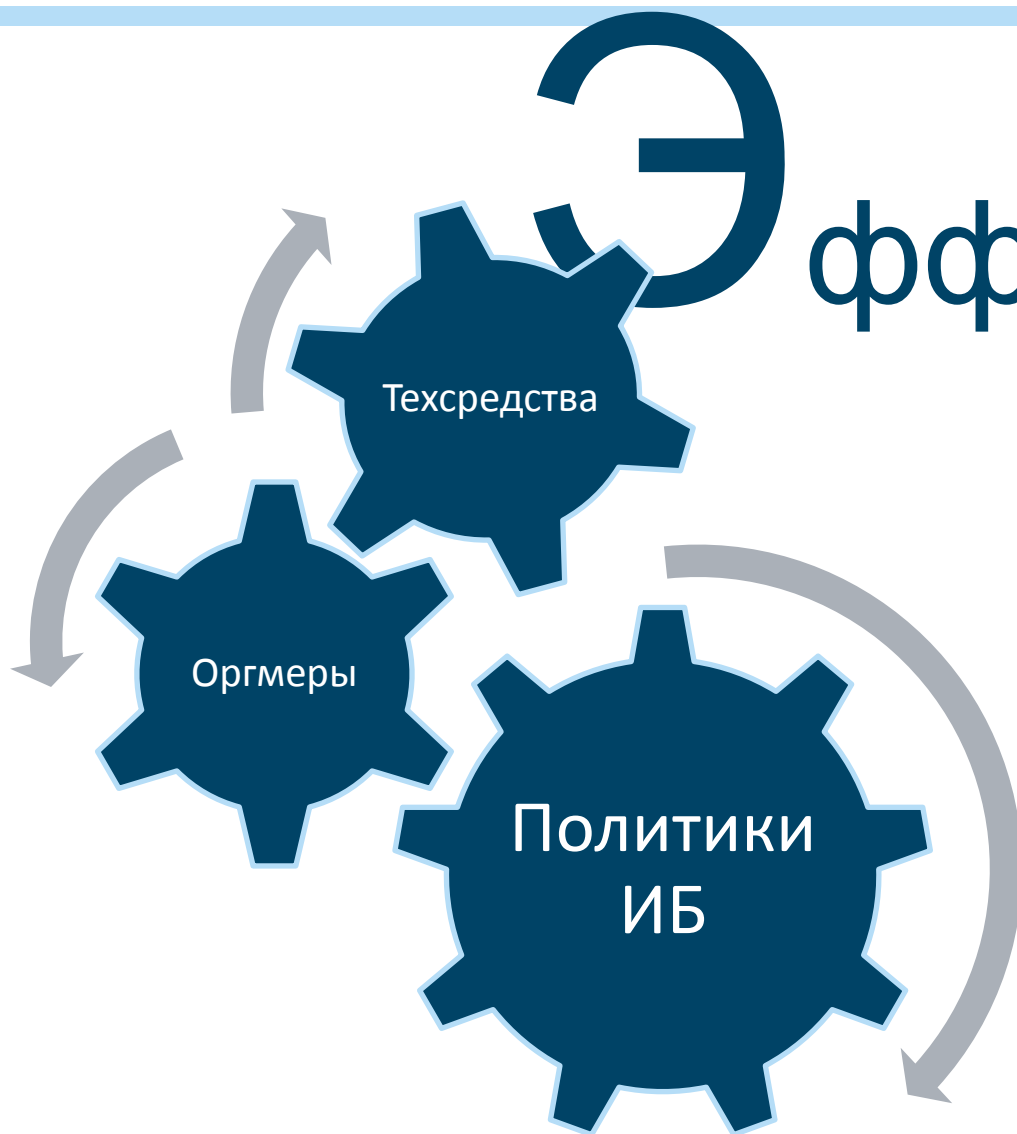 Эфф
Техсредства
Оргмеры
Политики
ИБ